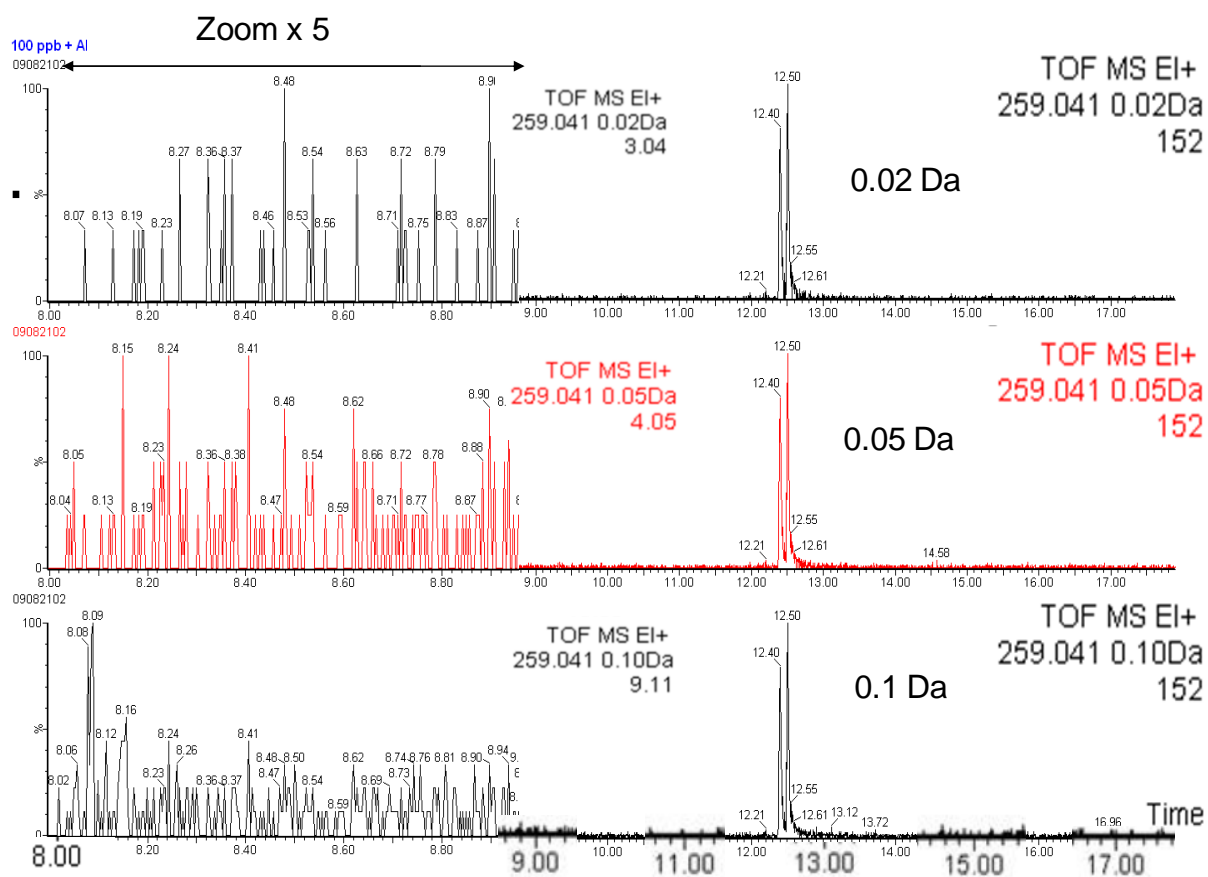 Zoom x 5
100 ppb + Al
09082102
TOF MS EI+
259.041 0.02Da
3.04
TOF MS EI+
259.041 0.02Da
152
0.02 Da
100
%
0
8.07 8.13 8.19 8.23 8.27 8.36 8.37 8.46 8.48 8.53 8.54 8.56 8.63 8.71 8.72 8.75 8.79 8.83 8.87
12.21 12.40 12.50 12.55 12.61
8.00 8.20 8.40 8.60 8.80 9.00 10.00 11.00 12.00 13.00 14.00 15.00 16.00 17.00
09082102
TOF MS EI+
259.041 0.05Da
4.05
TOF MS EI+
259.041 0.05Da
152
0.05 Da
100
%
0
8.04 8.05 8.13 8.15 8.19 8.23 8.24 8.36 8.38 8.41 8.47 8.48 8.54 8.59 8.62 8.66 8.71 8.72 8.77 8.78 8.87 8.88 8.90
12.21 12.40 12.50 12.55 12.61 14.58
8.00 8.20 8.40 8.60 8.80 9.00 10.00 11.00 12.00 13.00 14.00 15.00 16.00 17.00
09082102
TOF MS EI+
259.041 0.10Da
9.11
TOF MS EI+
259.041 0.10Da
152
0.1 Da
100
%
0
8.02 8.06 8.08 8.09 8.12 8.16 8.23 8.24 8.26 8.36 8.37 8.41 8.47 8.48 8.50 8.54 8.59 8.62 8.69 8.73 8.74 8.76 8.81 8.90 8.94
12.21 12.40 12.50 12.55 12.61 13.12 13.72 16.96
Time
8.00 8.20 8.40 8.60 8.80 9.00 10.00 11.00 12.00 13.00 14.00 15.00 16.00 17.00